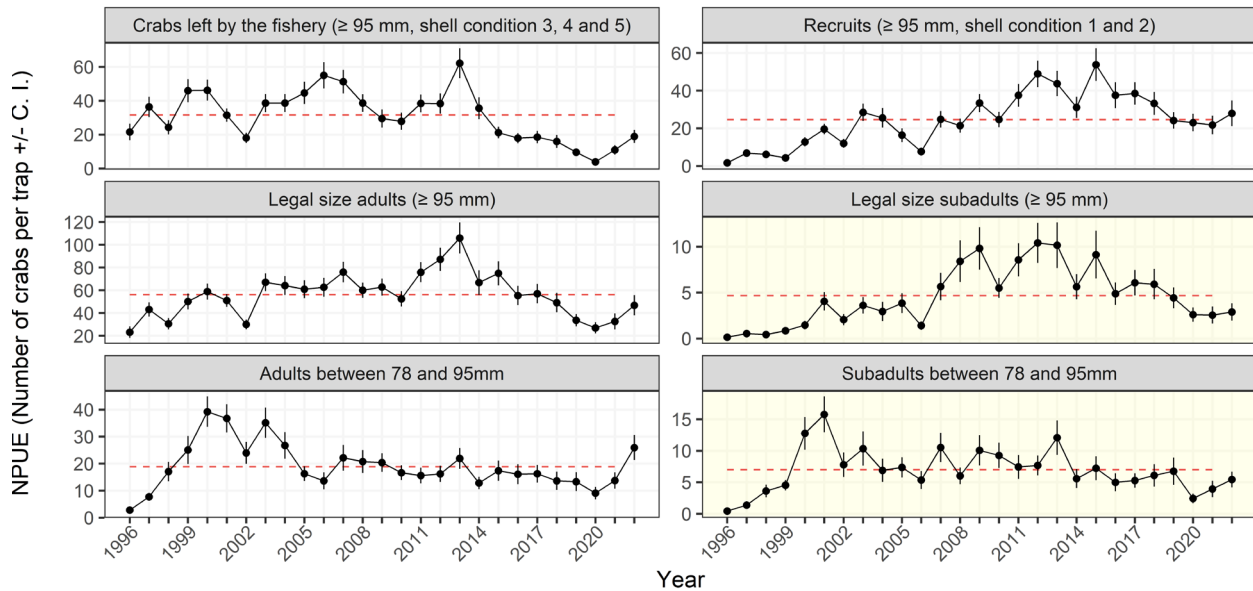 Crabs left by the fishery (≥ 95 mm, shell condition 3, 4 and 5)
Recruits (≥ 95 mm, shell condition 1 and 2)
60
40
20
0
60
40
20
0
Legal size adults (≥ 95 mm)
Legal size subadults (≥ 95 mm)
120
100
80
60
40
20
10
5
0
Adults between 78 and 95mm
Subadults between 78 and 95mm
40
30
20
10
0
15
10
5
0
1996 1999 2002 2005 2008 2011 2014 2017 2020
1996 1999 2002 2005 2008 2011 2014 2017 2020
Year
NPUE (Number of crabs per trap +/- C. I.)